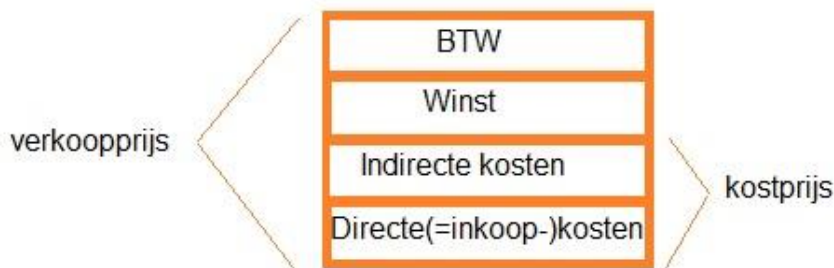 BTW
Winst
verkoopprijs
Indirecte kosten
kostprijs
Directe(=inkoop-)kosten